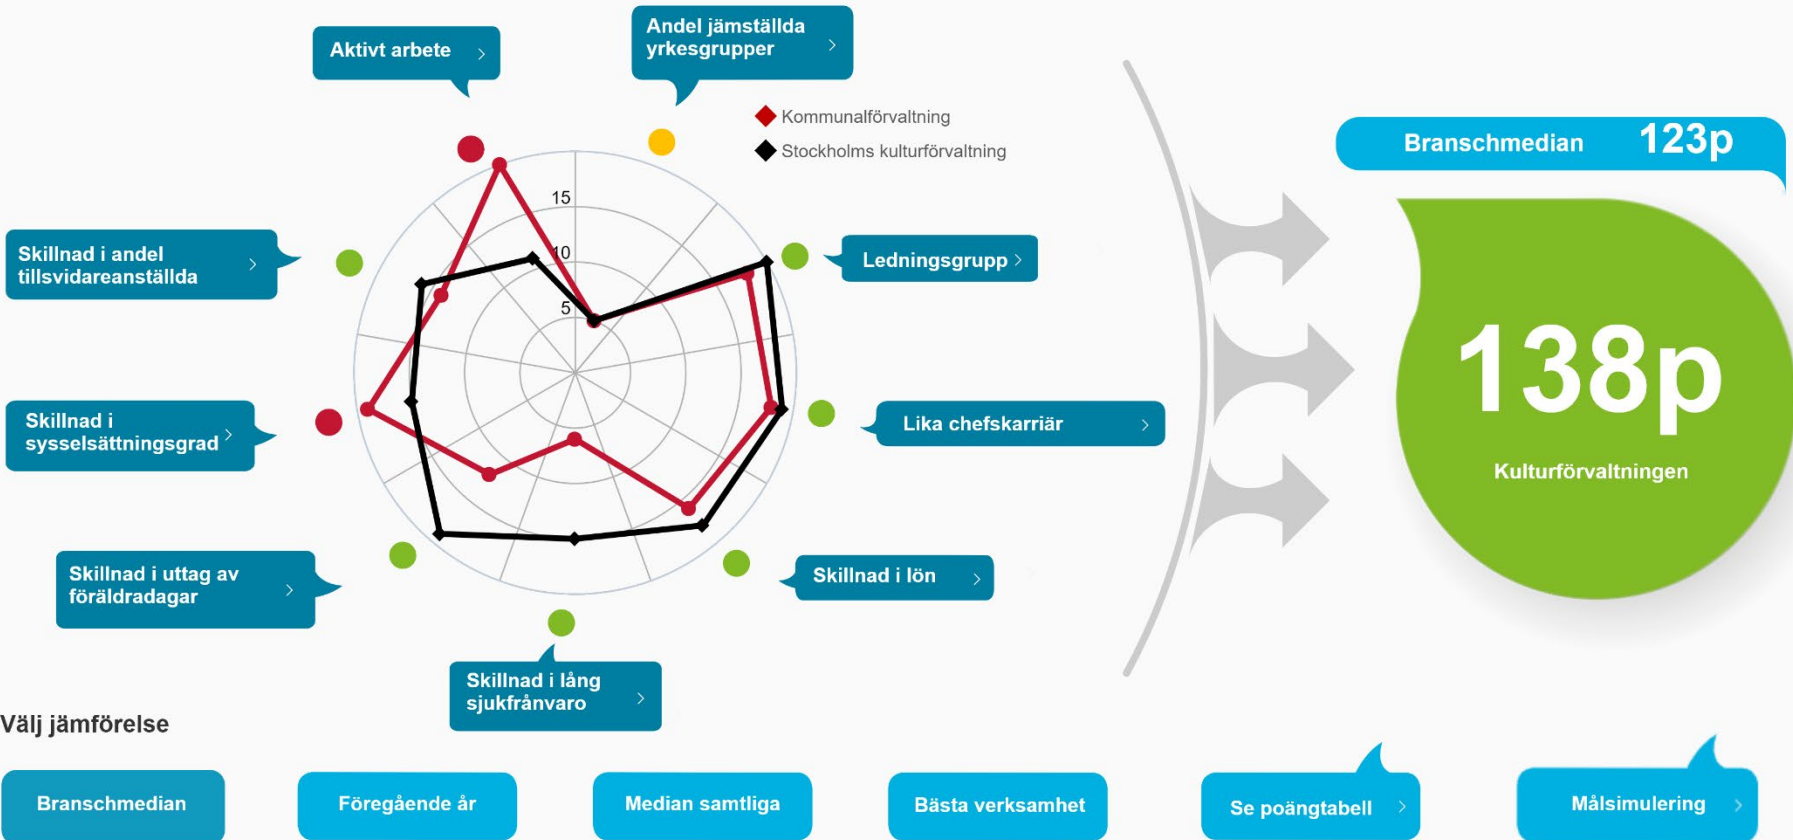 Andel jämställda
yrkesgrupper
Aktivt arbete
Kommunalförvaltning
Stockholms kulturförvaltning
15
10
5
Skillnad i andel
tillsvidareanställda
Ledningsgrupp
Skillnad i
sysselsättningsgrad
Lika chefskarriär
Skillnad i uttag av
föräldradagar
Skillnad i lön
Skillnad i lång
sjukfrånvaro
Branschmedian 123p
138p
Kulturförvaltningen
Välj jämförelse
Branschmedian
Föregående år
Median samtliga
Bästa verksamhet
Se poängtabell
Målsimulering